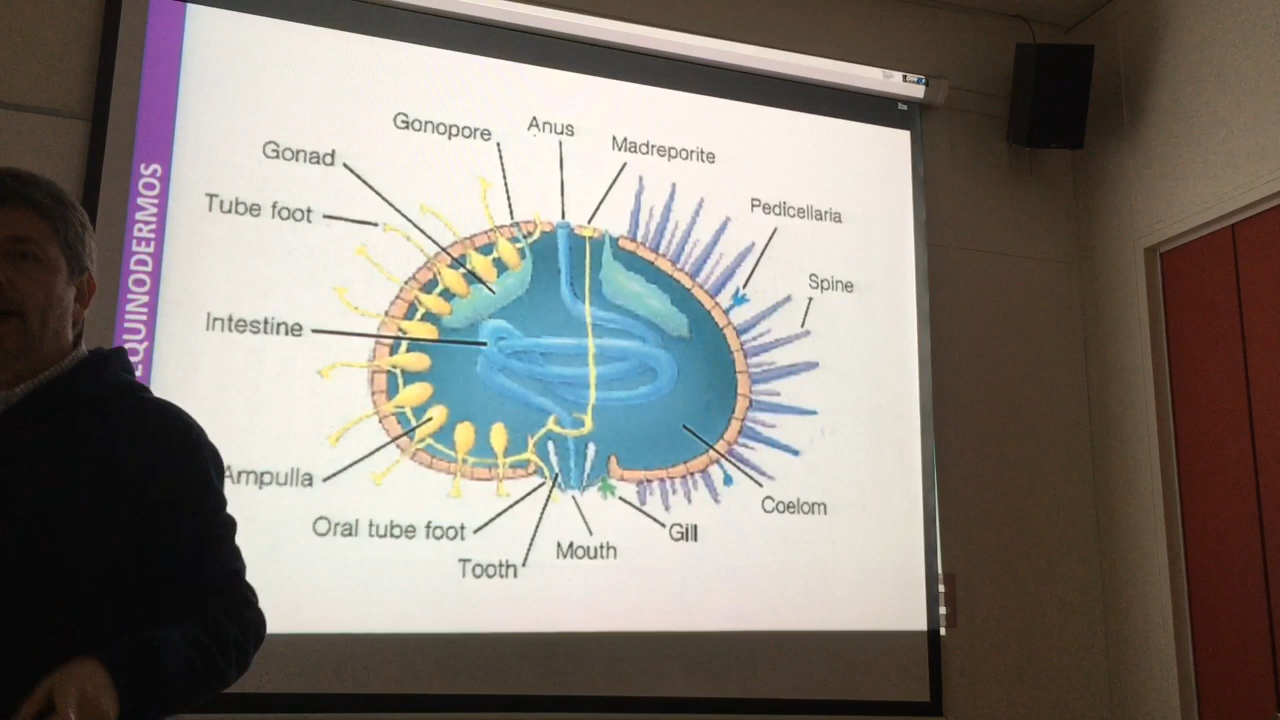 EQUINODERMOS
Gonopore
Anus
Madreporite
Gonad
Pedicellaria
Tube foot
Spine
Intestine
Ampulla
Coelom
Oral tube foot
Gill
Mouth
Tooth